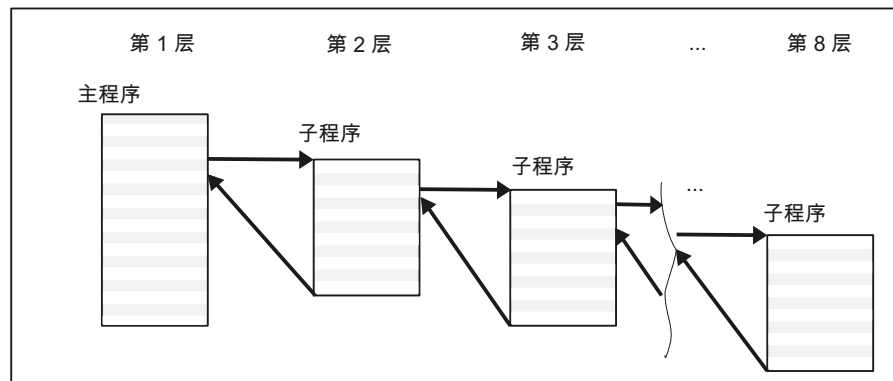 第 1 层 第 2 层 第 3 层 ... 第 8 层
主程序
子程序
子程序
...
子程序